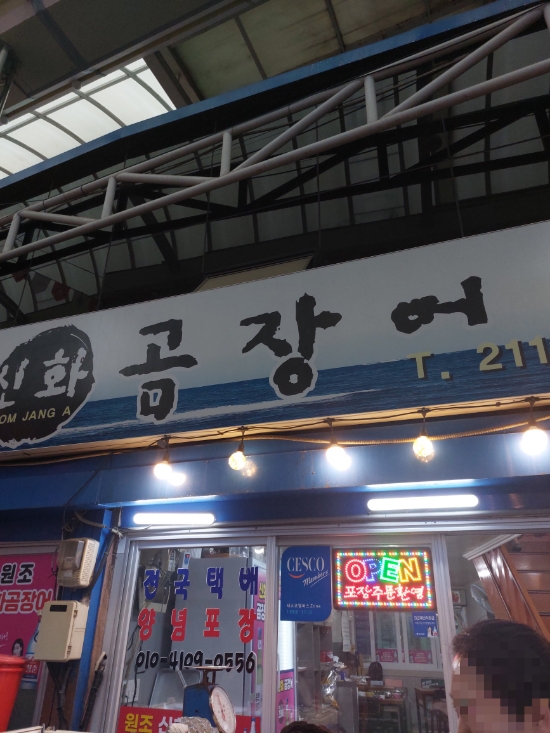 신화
OM JANG A
곰장어
T. 211
원조
곰장어
전국택배
양념포장
010-4109-0556
원조
CESCO
Members
OPEN
포장주문환영